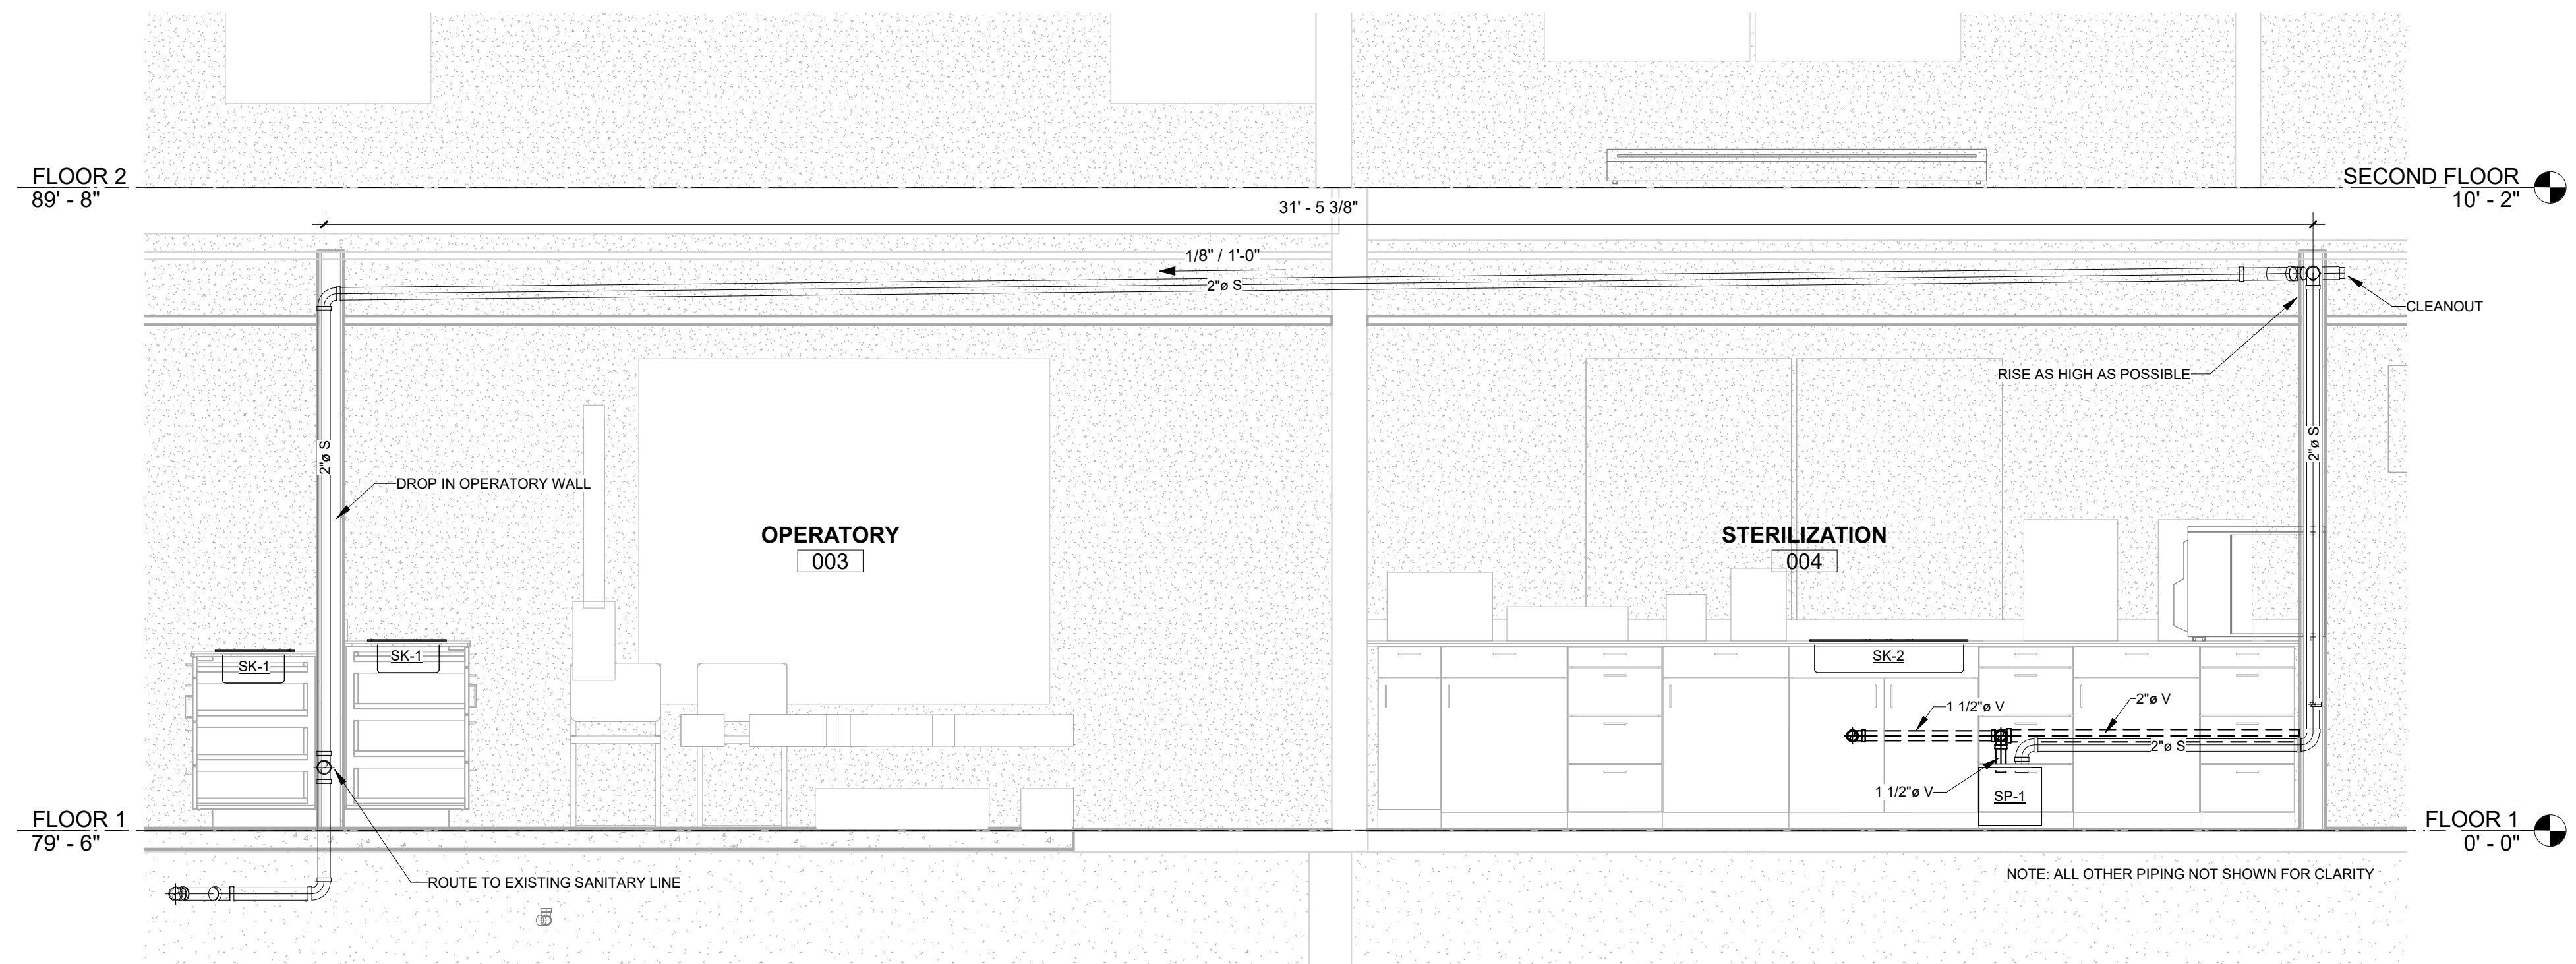 FLOOR 2
89' - 8"
SECOND FLOOR
10' - 2"
31' - 5 3/8"
1/8" / 1'-0"
2"ø S
CLEANOUT
RISE AS HIGH AS POSSIBLE
2"ø S
2"ø S
DROP IN OPERATORY WALL
OPERATORY
003
STERILIZATION
004
SK-1
SK-1
SK-2
1 1/2"ø V
2"ø V
2"ø S
1 1/2"ø V
SP-1
FLOOR 1
79' - 6"
FLOOR 1
0' - 0"
ROUTE TO EXISTING SANITARY LINE
NOTE: ALL OTHER PIPING NOT SHOWN FOR CLARITY